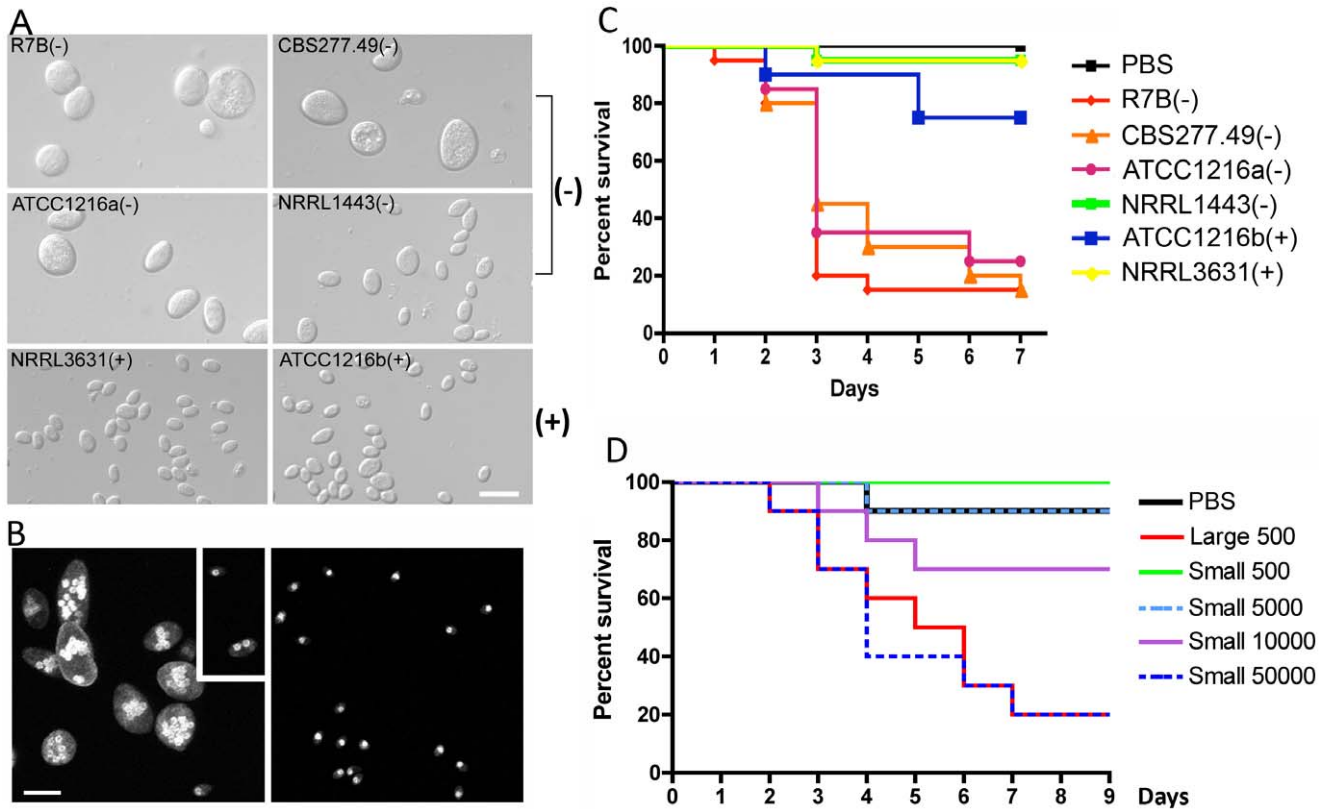 A
R7B(-)
CBS277.49(-)
ATCC1216a(-)
NRRL1443(-)
(-)
NRRL3631(+)
ATCC1216b(+)
(+)
B
C
100
80
60
40
20
0
Percent survival
0 1 2 3 4 5 6 7
Days
PBS
R7B(-)
CBS277.49(-)
ATCC1216a(-)
NRRL1443(-)
ATCC1216b(+)
NRRL3631(+)
D
100
80
60
40
20
0
Percent survival
0 1 2 3 4 5 6 7 8 9 Days
PBS
Large 500
Small 500
Small 5000
Small 10000
Small 50000